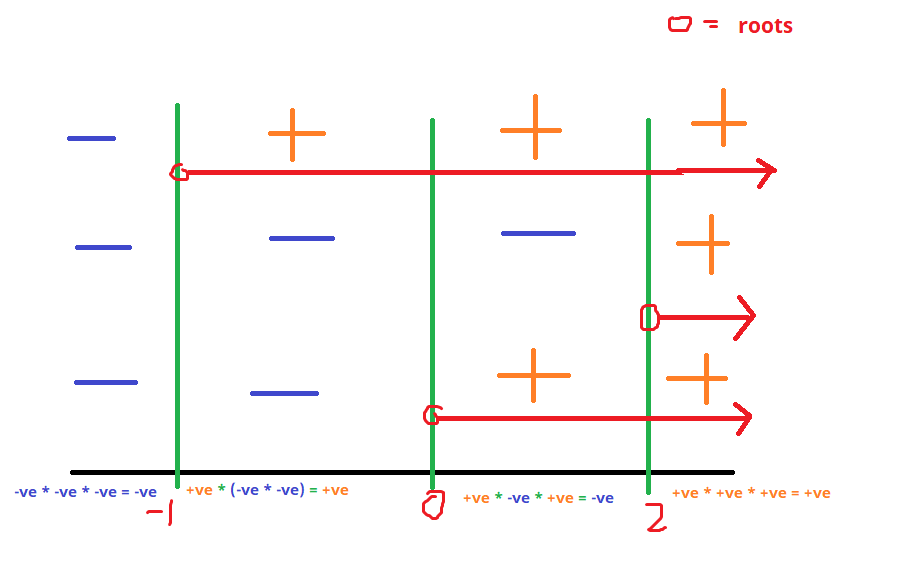 = roots
-ve * -ve * -ve = -ve
+ve * (-ve * -ve) = +ve
+ve * -ve * +ve = -ve
+ve * +ve * +ve = +ve
-1
0
2